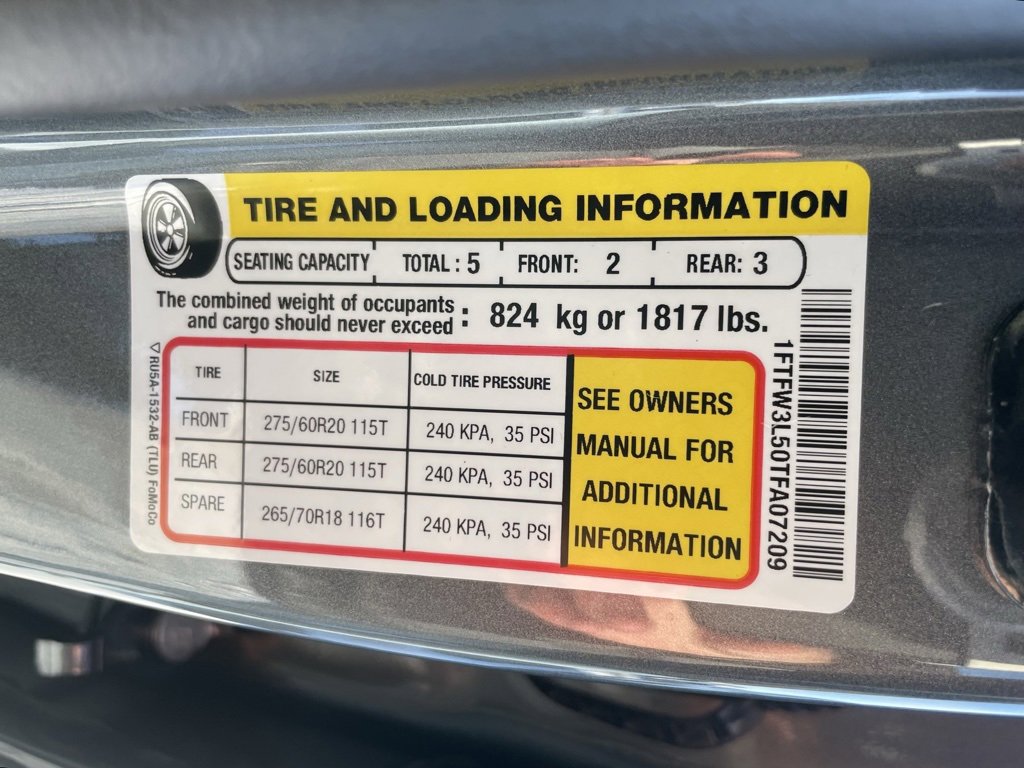 TIRE AND LOADING INFORMATION
SEATING CAPACITY TOTAL : 5 FRONT: 2 REAR: 3
The combined weight of occupants
and cargo should never exceed : 824 kg or 1817 lbs.
TIRE SIZE COLD TIRE PRESSURE
FRONT 275/60R20 115T 240 KPA, 35 PSI
REAR 275/60R20 115T 240 KPA, 35 PSI
SPARE 265/70R18 116T 240 KPA, 35 PSI
SEE OWNERS
MANUAL FOR
ADDITIONAL
INFORMATION
1FTFW3L50TFA07209
▽ RU5A-1532-AB (TLU) FoMoCo